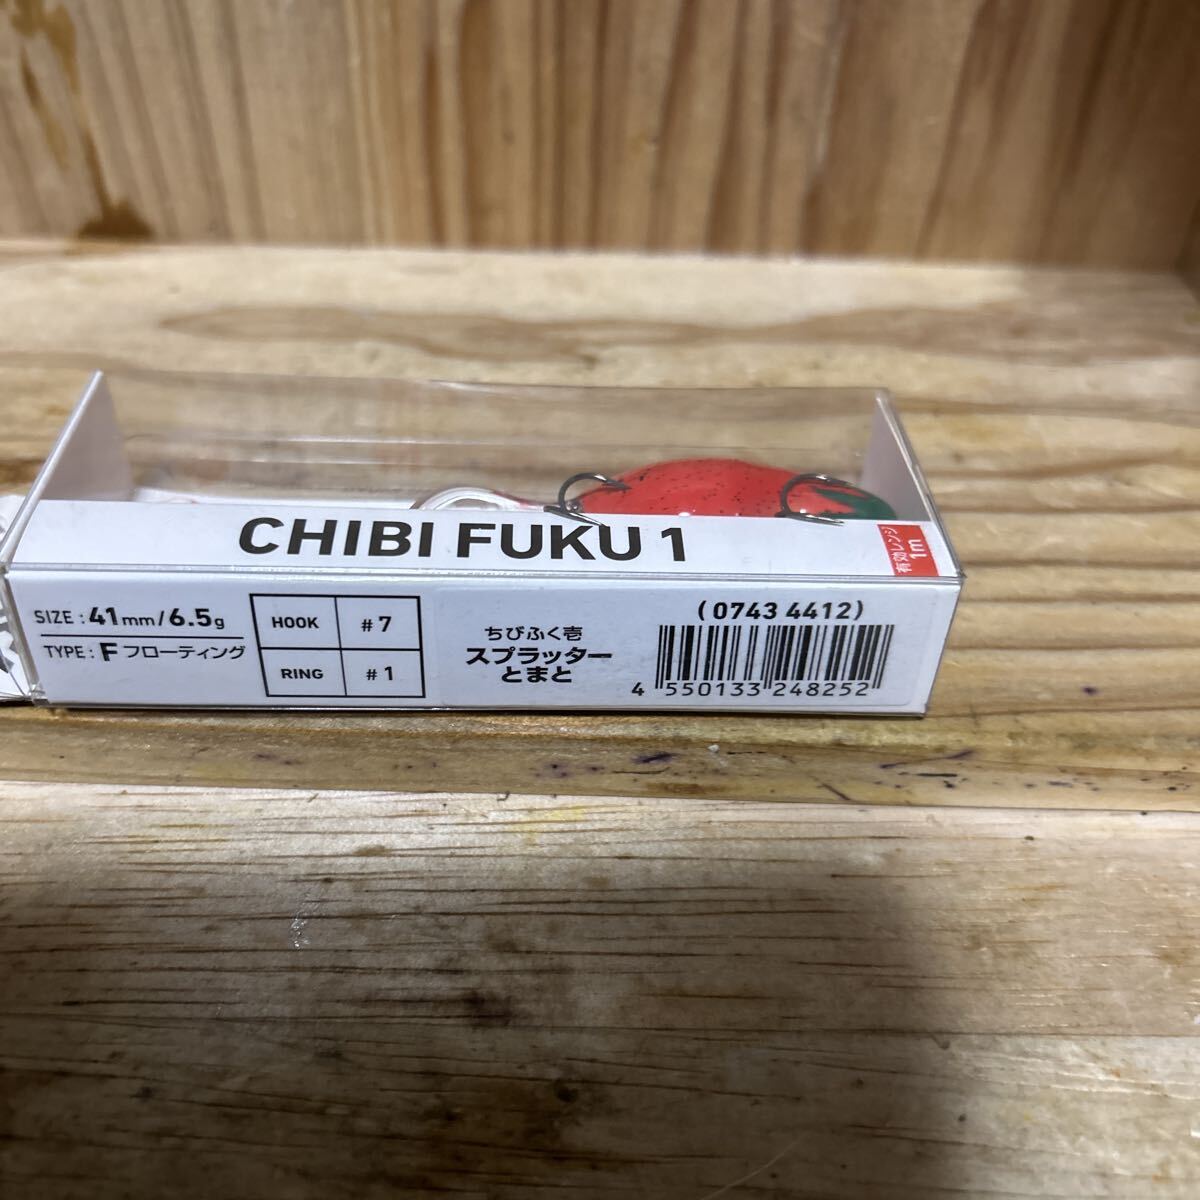 CHIBI FUKU 1
有効レンジ
1m
SIZE : 41mm/6.5g
TYPE : F フローティング
HOOK #7
RING #1
ちびふく壱
スプラッター
とまと
(0743 4412)
4 550133 248252